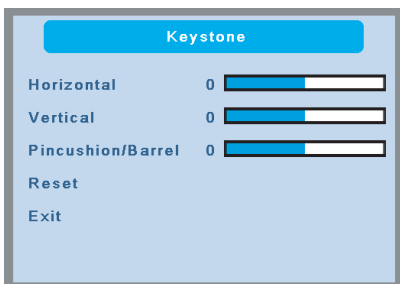 Keystone
Horizontal 0
Vertical 0
Pincushion/Barrel 0
Reset
Exit